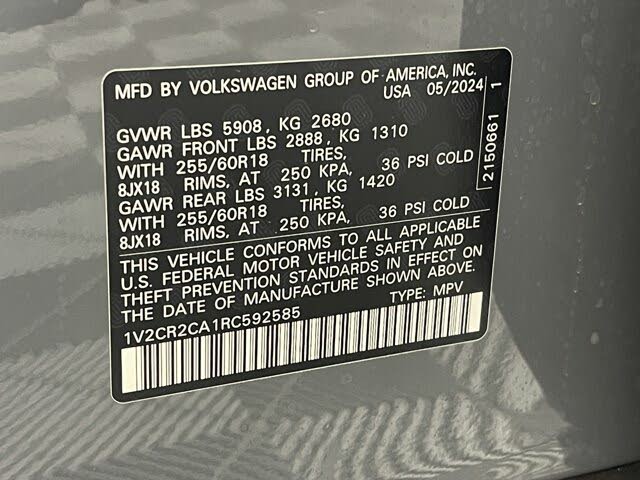 MFD BY VOLKSWAGEN GROUP OF AMERICA, INC.
USA 05/2024
GVWR LBS 5908, KG 2680
GAWR FRONT LBS 2888, KG 1310
WITH 255/60R18 TIRES,
8JX18 RIMS, AT 250 KPA, 36 PSI COLD
GAWR REAR LBS 3131, KG 1420
WITH 255/60R18 TIRES,
8JX18 RIMS, AT 250 KPA, 36 PSI COLD
THIS VEHICLE CONFORMS TO ALL APPLICABLE
U.S. FEDERAL MOTOR VEHICLE SAFETY AND
THEFT PREVENTION STANDARDS IN EFFECT ON
THE DATE OF MANUFACTURE SHOWN ABOVE.
1V2CR2CA1RC592585 TYPE: MPV
2150661 1